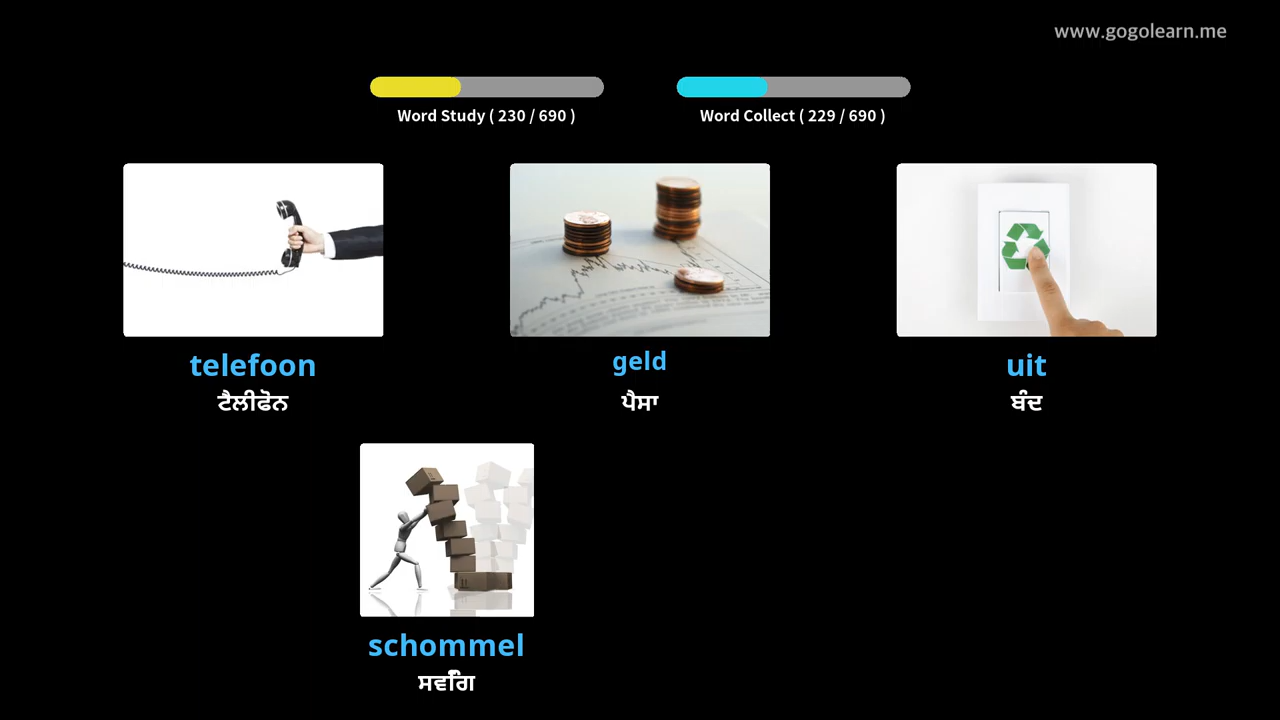 www.gogolearn.me
Word Study ( 230 / 690 )
Word Collect ( 229 / 690 )
telefoon
ਟੈਲੀਫੋਨ
geld
ਪੈਸਾ
uit
ਬੰਦ
schommel
ਸਵਿੰਗ